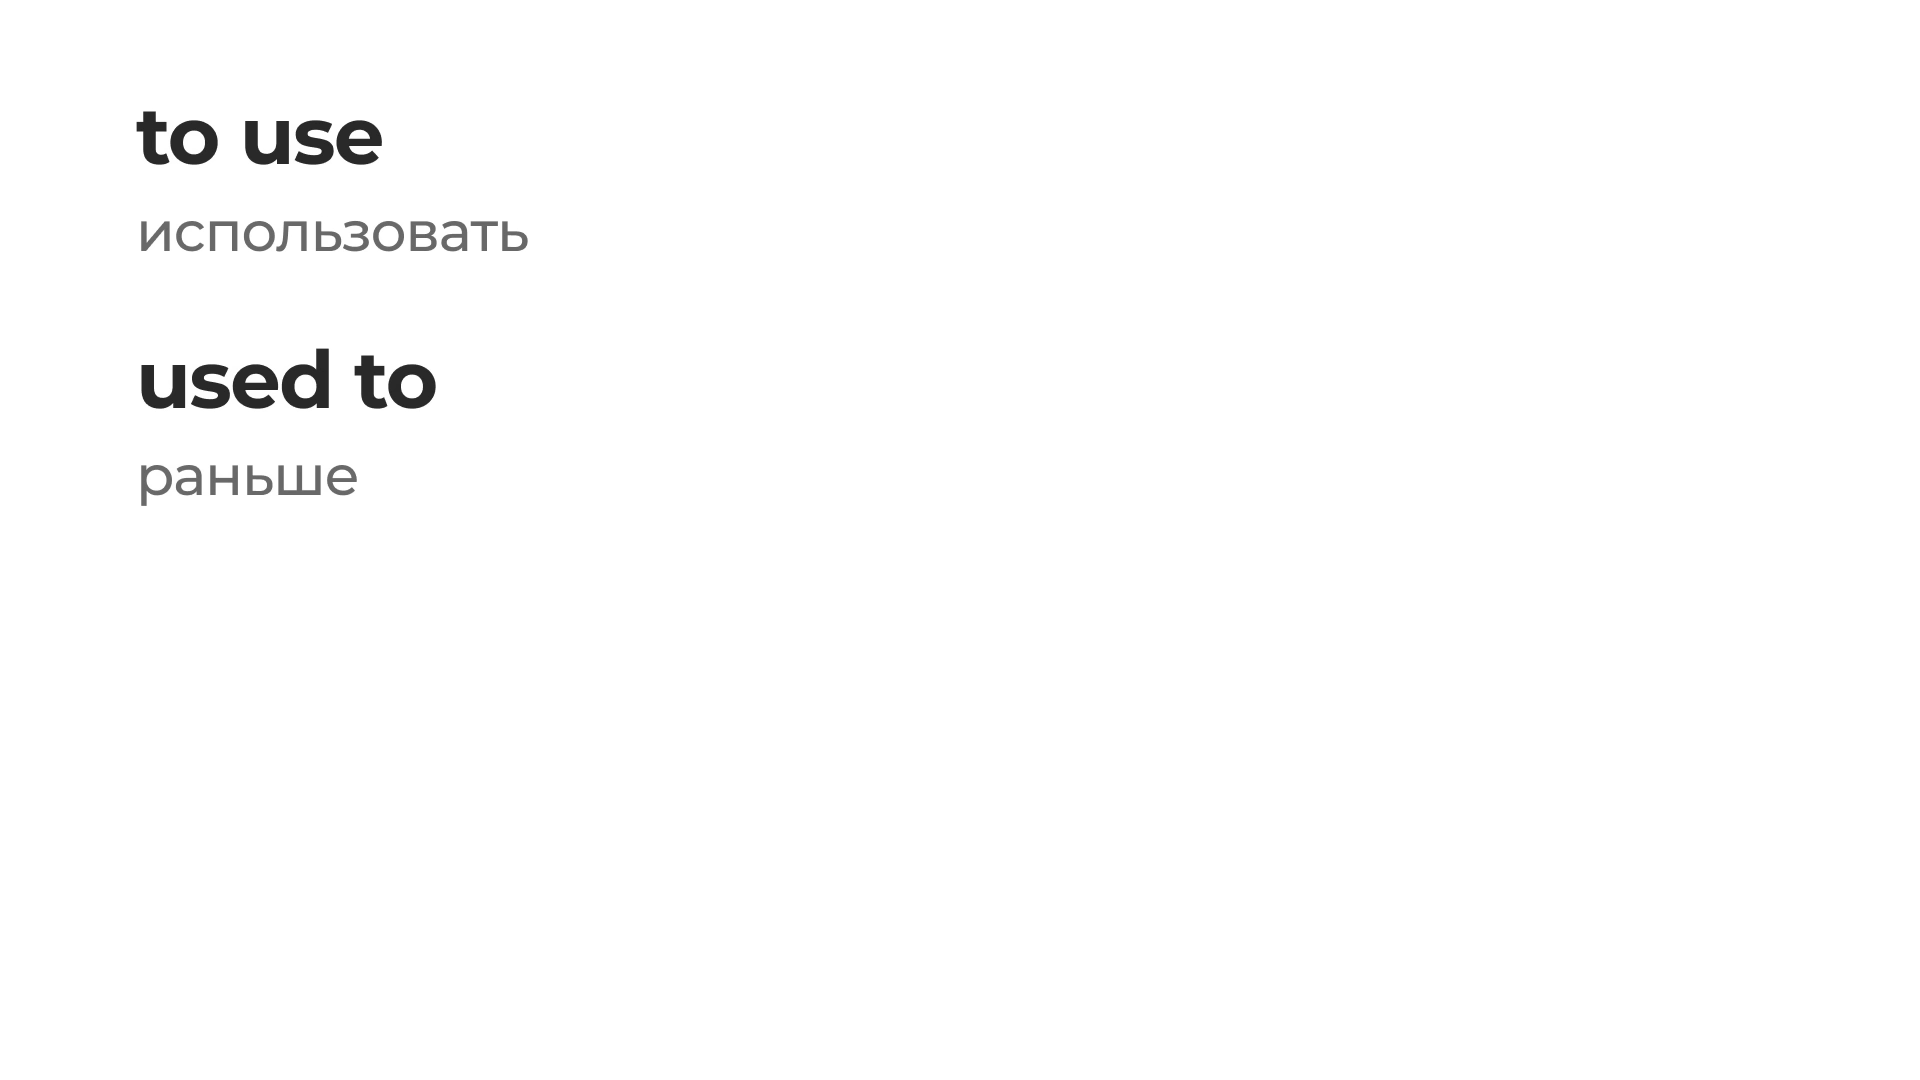 to use
использовать
used to
раньше